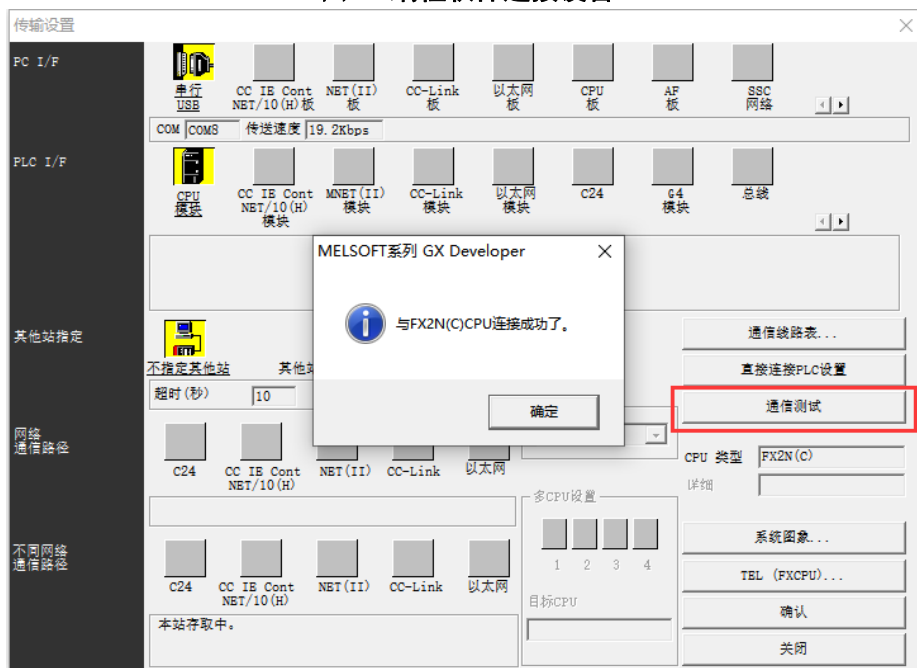 传输设置
PC I/F
串行
USB
CC IE Cont
NET/10(H)板
NET(II)
板
CC-Link
板
以太网
板
CPU
板
AF
板
SSC
网络
COM COM8 传送速度 19.2Kbps
PLC I/F
CPU
模块
CC IE Cont
NET/10(H)
模块
MNET(II)
模块
CC-Link
模块
以太网
模块
C24
G4
模块
总线
MELSOFT系列 GX Developer
与FX2N(C)CPU连接成功了。
确定
其他站指定
不指定其他站
其他
超时(秒) 10
通信线路表...
直接连接PLC设置
通信测试
网络
通信路径
C24
CC IE Cont
NET/10(H)
NET(II)
CC-Link
以太网
CPU 类型 FX2N(C)
详细
多CPU设置
1 2 3 4
目标CPU
系统图象...
TEL (FXCPU)...
确认
关闭
不同网络
通信路径
C24
CC IE Cont
NET/10(H)
NET(II)
CC-Link
以太网
本站存取中。